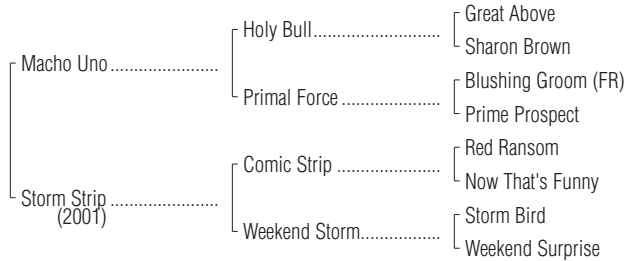 Great Above
Holy Bull................................
Sharon Brown
Macho Uno .......................
Blushing Groom (FR)
Primal Force .........................
Prime Prospect
Red Ransom
Comic Strip ..........................
Now That's Funny
Storm Strip .......................
(2001)
Storm Bird
Weekend Storm....................
Weekend Surprise